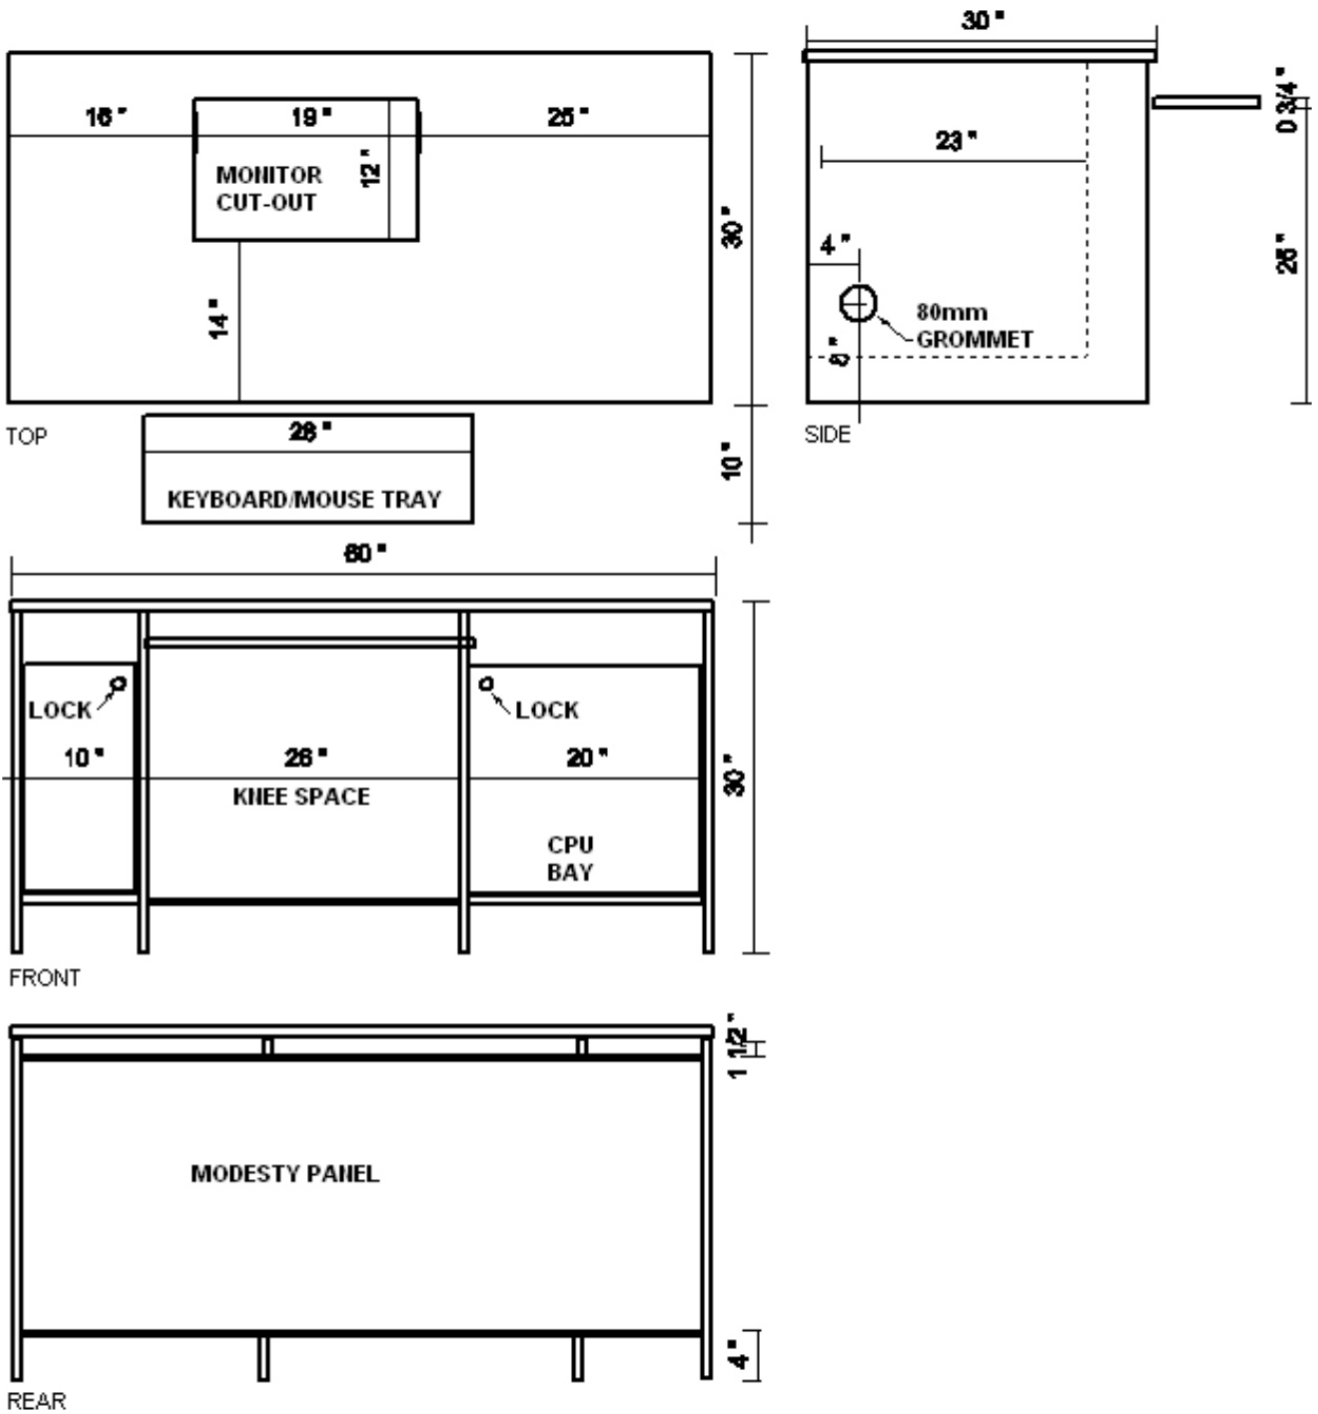 30 "
16 "
19 "
25 "
12 "
MONITOR
CUT-OUT
14 "
30 "
TOP
28 "
KEYBOARD/MOUSE TRAY
10 "
0 3/4 "
23 "
4 "
80mm
GROMMET
SIDE
60 "
LOCK
LOCK
10 "
26 "
20 "
KNEE SPACE
30 "
CPU
BAY
FRONT
1 1/2 "
MODESTY PANEL
4 "
REAR